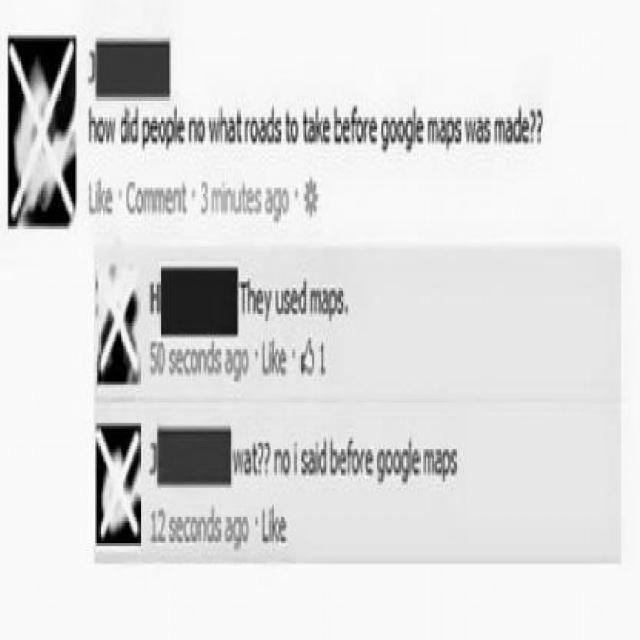 J
how did people no what roads to take before google maps was made??
Like · Comment · 3 minutes ago ·
H They used maps.
50 seconds ago · Like · 1
J wat?? no i said before google maps
12 seconds ago · Like